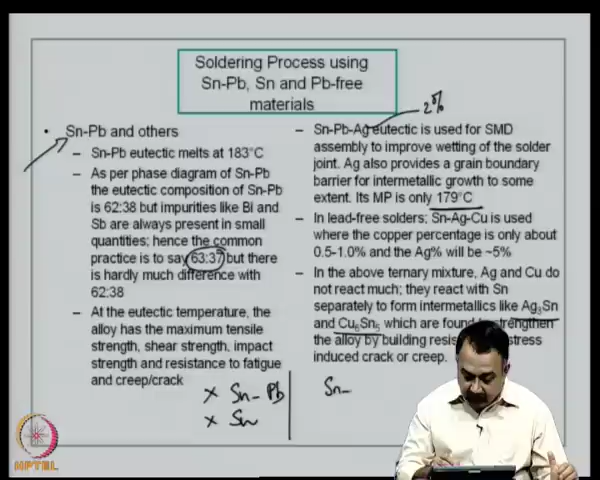 Soldering Process using
Sn-Pb, Sn and Pb-free
materials
• Sn-Pb and others
– Sn-Pb eutectic melts at 183°C
– As per phase diagram of Sn-Pb
the eutectic composition of Sn-Pb
is 62:38 but impurities like Bi and
Sb are always present in small
quantities; hence the common
practice is to say 63:37 but there
is hardly much difference with
62:38
– At the eutectic temperature, the
alloy has the maximum tensile
strength, shear strength, impact
strength and resistance to fatigue
and creep/crack
x Sn-Pb
x Sn
2%
– Sn-Pb-Ag eutectic is used for SMD
assembly to improve wetting of the solder
joint. Ag also provides a grain boundary
barrier for intermetallic growth to some
extent. Its MP is only 179°C
– In lead-free solders; Sn-Ag-Cu is used
where the copper percentage is only about
0.5-1.0% and the Ag% will be ~5%
– In the above ternary mixture, Ag and Cu do
not react much; they react with Sn
separately to form intermetallics like Ag₃Sn
and Cu₆Sn₅ which are found to strengthen
the alloy by building stress
induced crack or creep.
Sn-
NPTEL